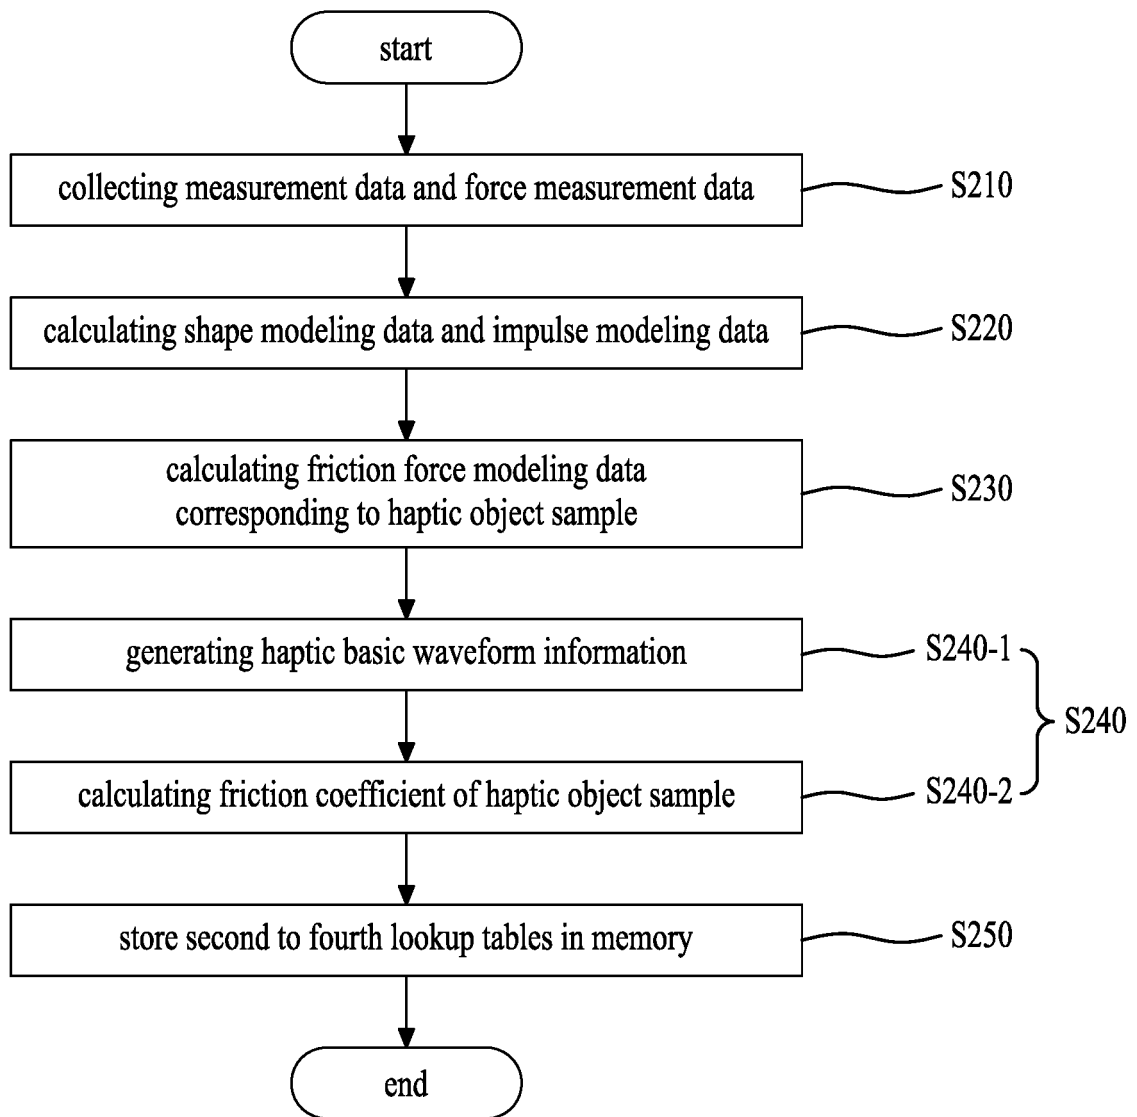 start
collecting measurement data and force measurement data
S210
calculating shape modeling data and impulse modeling data
S220
calculating friction force modeling data
corresponding to haptic object sample
S230
generating haptic basic waveform information
S240-1
S240
calculating friction coefficient of haptic object sample
S240-2
store second to fourth lookup tables in memory
S250
end